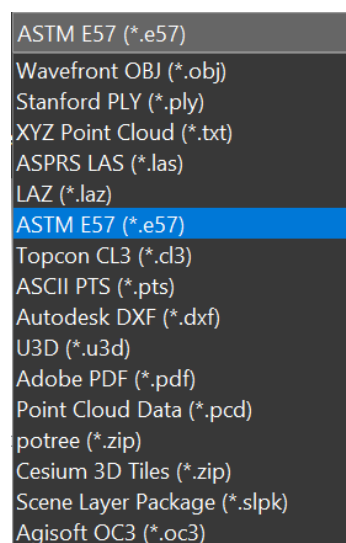 ASTM E57 (*.e57)
Wavefront OBJ (*.obj)
Stanford PLY (*.ply)
XYZ Point Cloud (*.txt)
ASPRS LAS (*.las)
LAZ (*.laz)
ASTM E57 (*.e57)
Topcon CL3 (*.cl3)
ASCII PTS (*.pts)
Autodesk DXF (*.dxf)
U3D (*.u3d)
Adobe PDF (*.pdf)
Point Cloud Data (*.pcd)
potree (*.zip)
Cesium 3D Tiles (*.zip)
Scene Layer Package (*.slpk)
Agisoft OC3 (*.oc3)